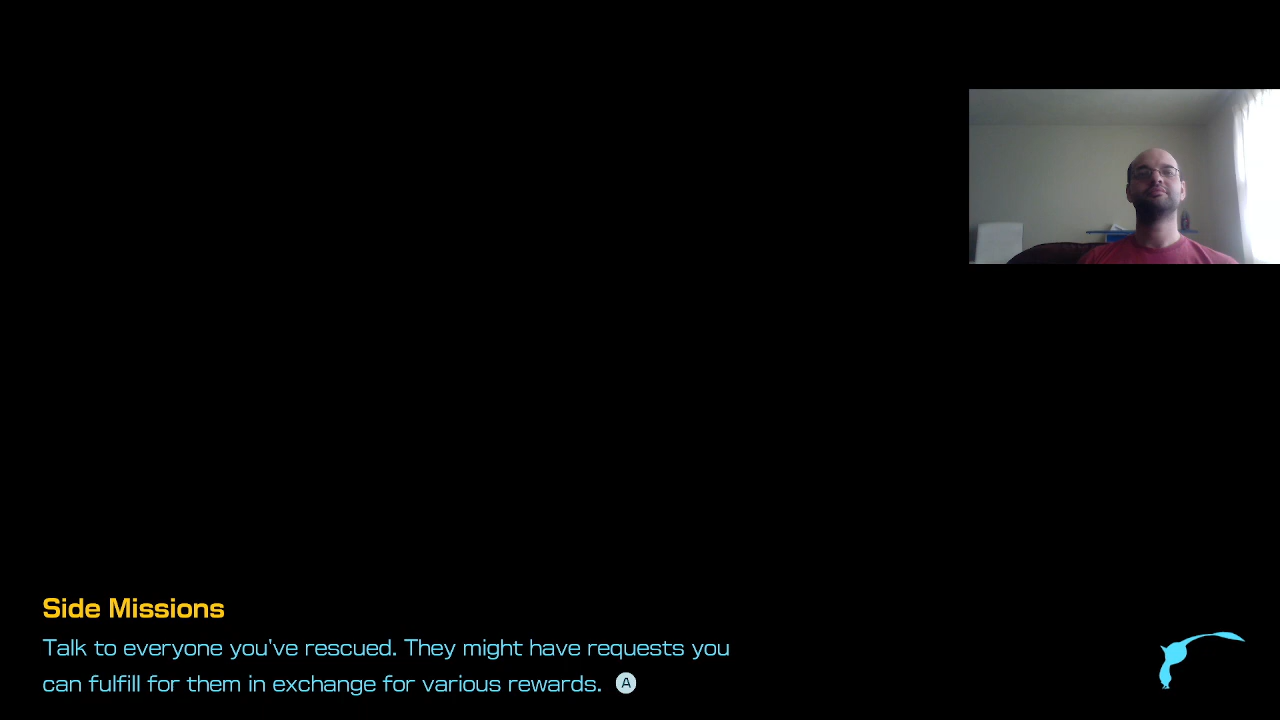 Side Missions
Talk to everyone you've rescued. They might have requests you
can fulfill for them in exchange for various rewards. A